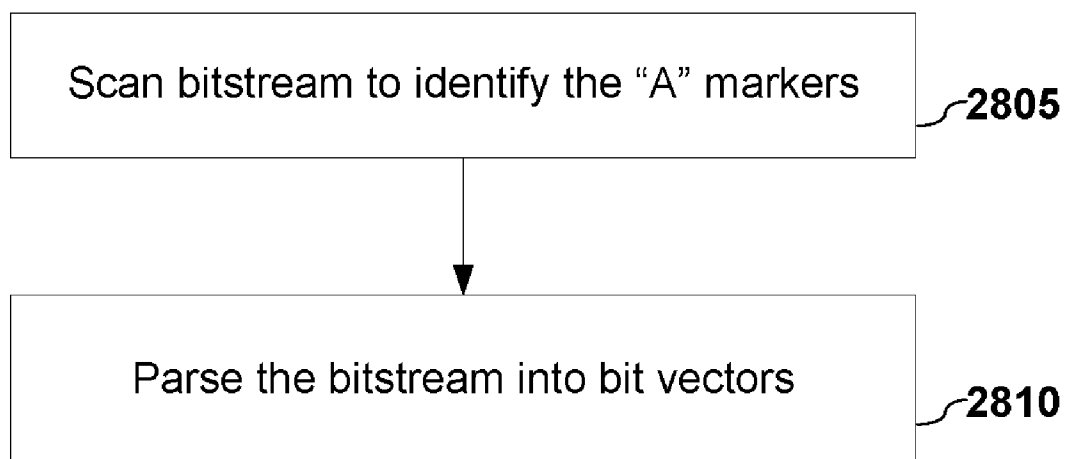 Scan bitstream to identify the “A” markers
2805
Parse the bitstream into bit vectors
2810